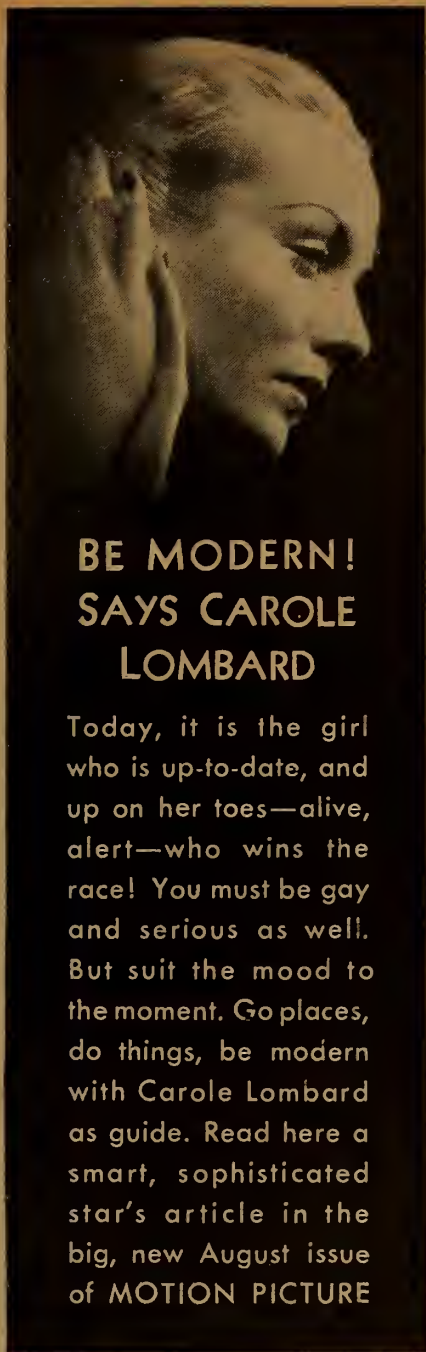 BE MODERN!
SAYS CAROLE
LOMBARD
Today, it is the girl
who is up-to-date, and
up on her toes—alive,
alert—who wins the
race! You must be gay
and serious as well.
But suit the mood to
the moment. Go places,
do things, be modern
with Carole Lombard
as guide. Read here a
smart, sophisticated
star's article in the
big, new August issue
of MOTION PICTURE